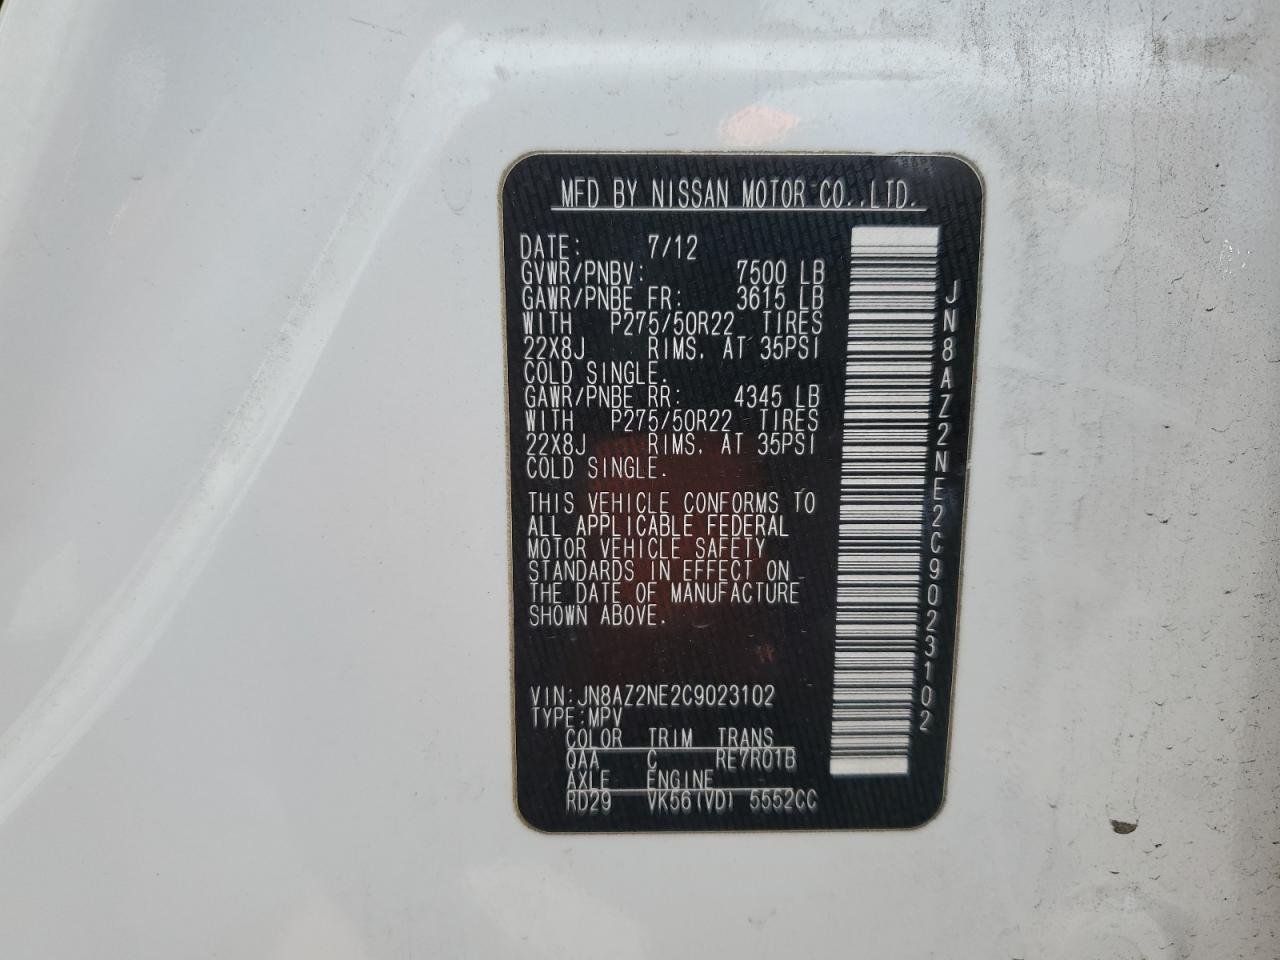 MFD BY NISSAN MOTOR CO.,LTD.
DATE: 7/12
GVWR/PNBV: 7500 LB
GAWR/PNBE FR: 3615 LB
WITH P275/50R22 TIRES
22X8J RIMS. AT 35PSI
COLD SINGLE.
GAWR/PNBE RR: 4345 LB
WITH P275/50R22 TIRES
22X8J RIMS. AT 35PSI
COLD SINGLE.
THIS VEHICLE CONFORMS TO
ALL APPLICABLE FEDERAL
MOTOR VEHICLE SAFETY
STANDARDS IN EFFECT ON
THE DATE OF MANUFACTURE
SHOWN ABOVE.
VIN:JN8AZ2NE2C9023102
TYPE:MPV
COLOR TRIM TRANS
QAA C RE7R01B
AXLE ENGINE
RD29 VK56(VD) 5552CC
JN8AZ2NE2C9023102